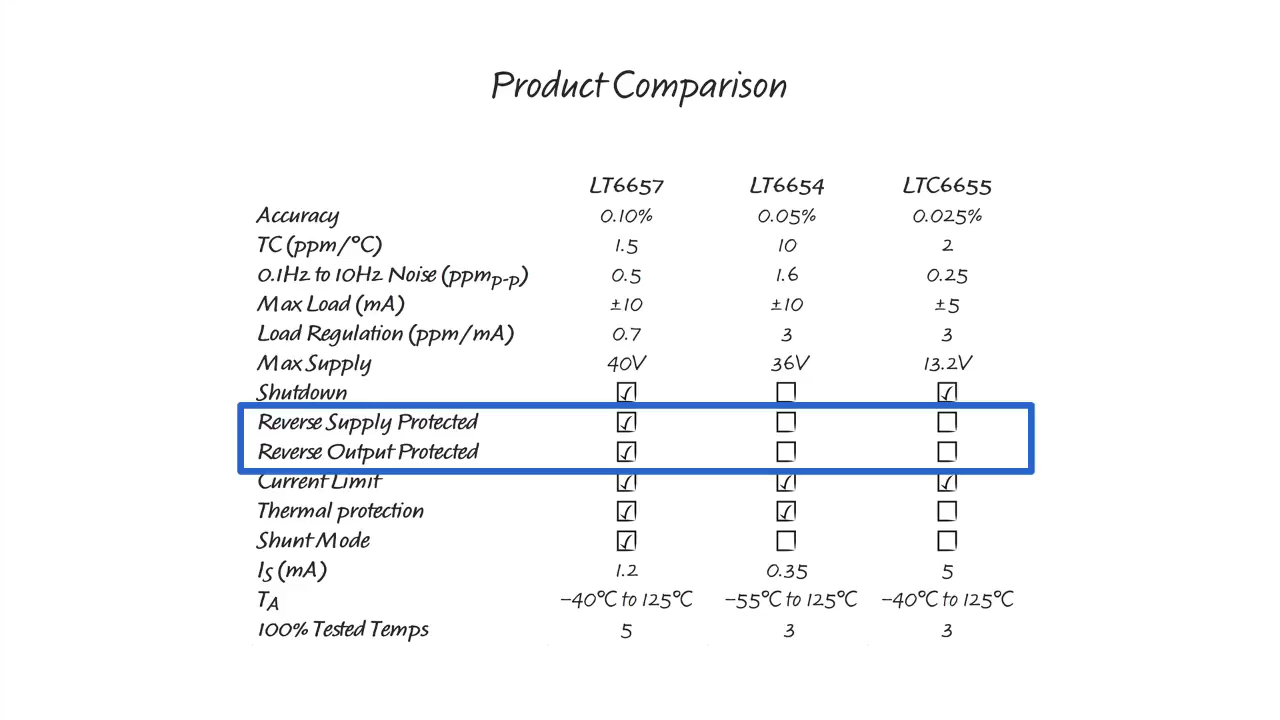 Product Comparison
LT6657 LT6654 LTC6655
Accuracy 0.10% 0.05% 0.025%
TC (ppm/°C) 1.5 10 2
0.1Hz to 10Hz Noise (ppmp-p) 0.5 1.6 0.25
Max Load (mA) ±10 ±10 ±5
Load Regulation (ppm/mA) 0.7 3 3
Max Supply 40V 36V 13.2V
Shutdown ☑ ☐ ☑
Reverse Supply Protected ☑ ☐ ☐
Reverse Output Protected ☑ ☐ ☐
Current Limit ☑ ☑ ☑
Thermal protection ☑ ☑ ☐
Shunt Mode ☑ ☐ ☐
IS (mA) 1.2 0.35 5
TA −40°C to 125°C −55°C to 125°C −40°C to 125°C
100% Tested Temps 5 3 3